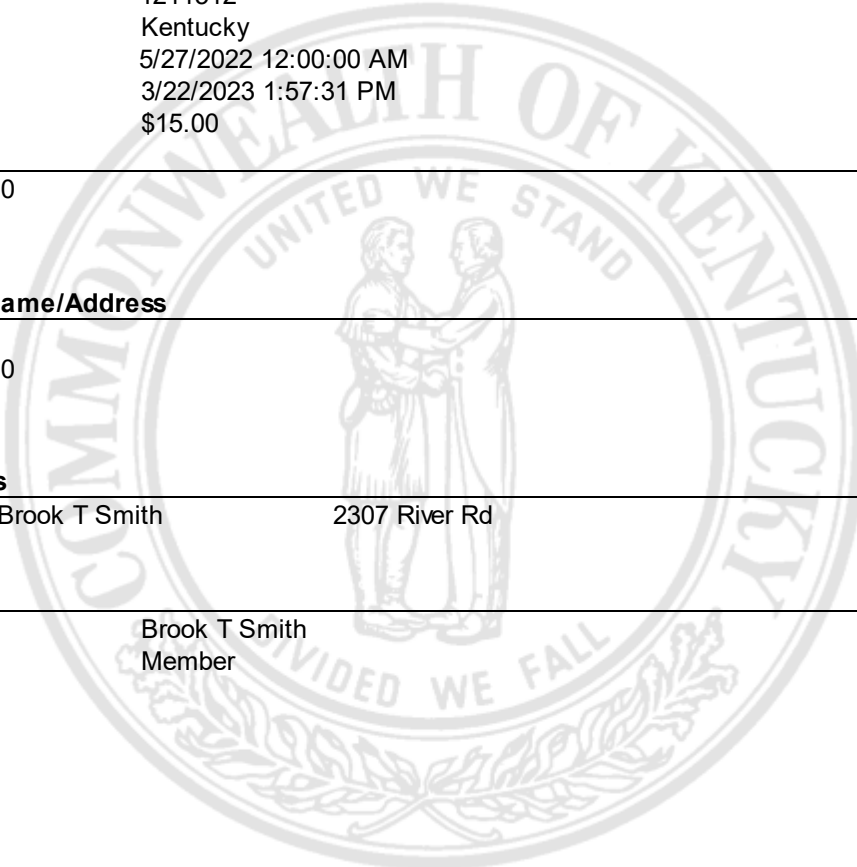 Kentucky
5/27/2022 12:00:00 AM
3/22/2023 1:57:31 PM
$15.00
0
ame/Address
0
s
Brook T Smith 2307 River Rd
Brook T Smith
Member
COMMONWEALTH OF KENTUCKY
UNITED WE STAND
DIVIDED WE FALL